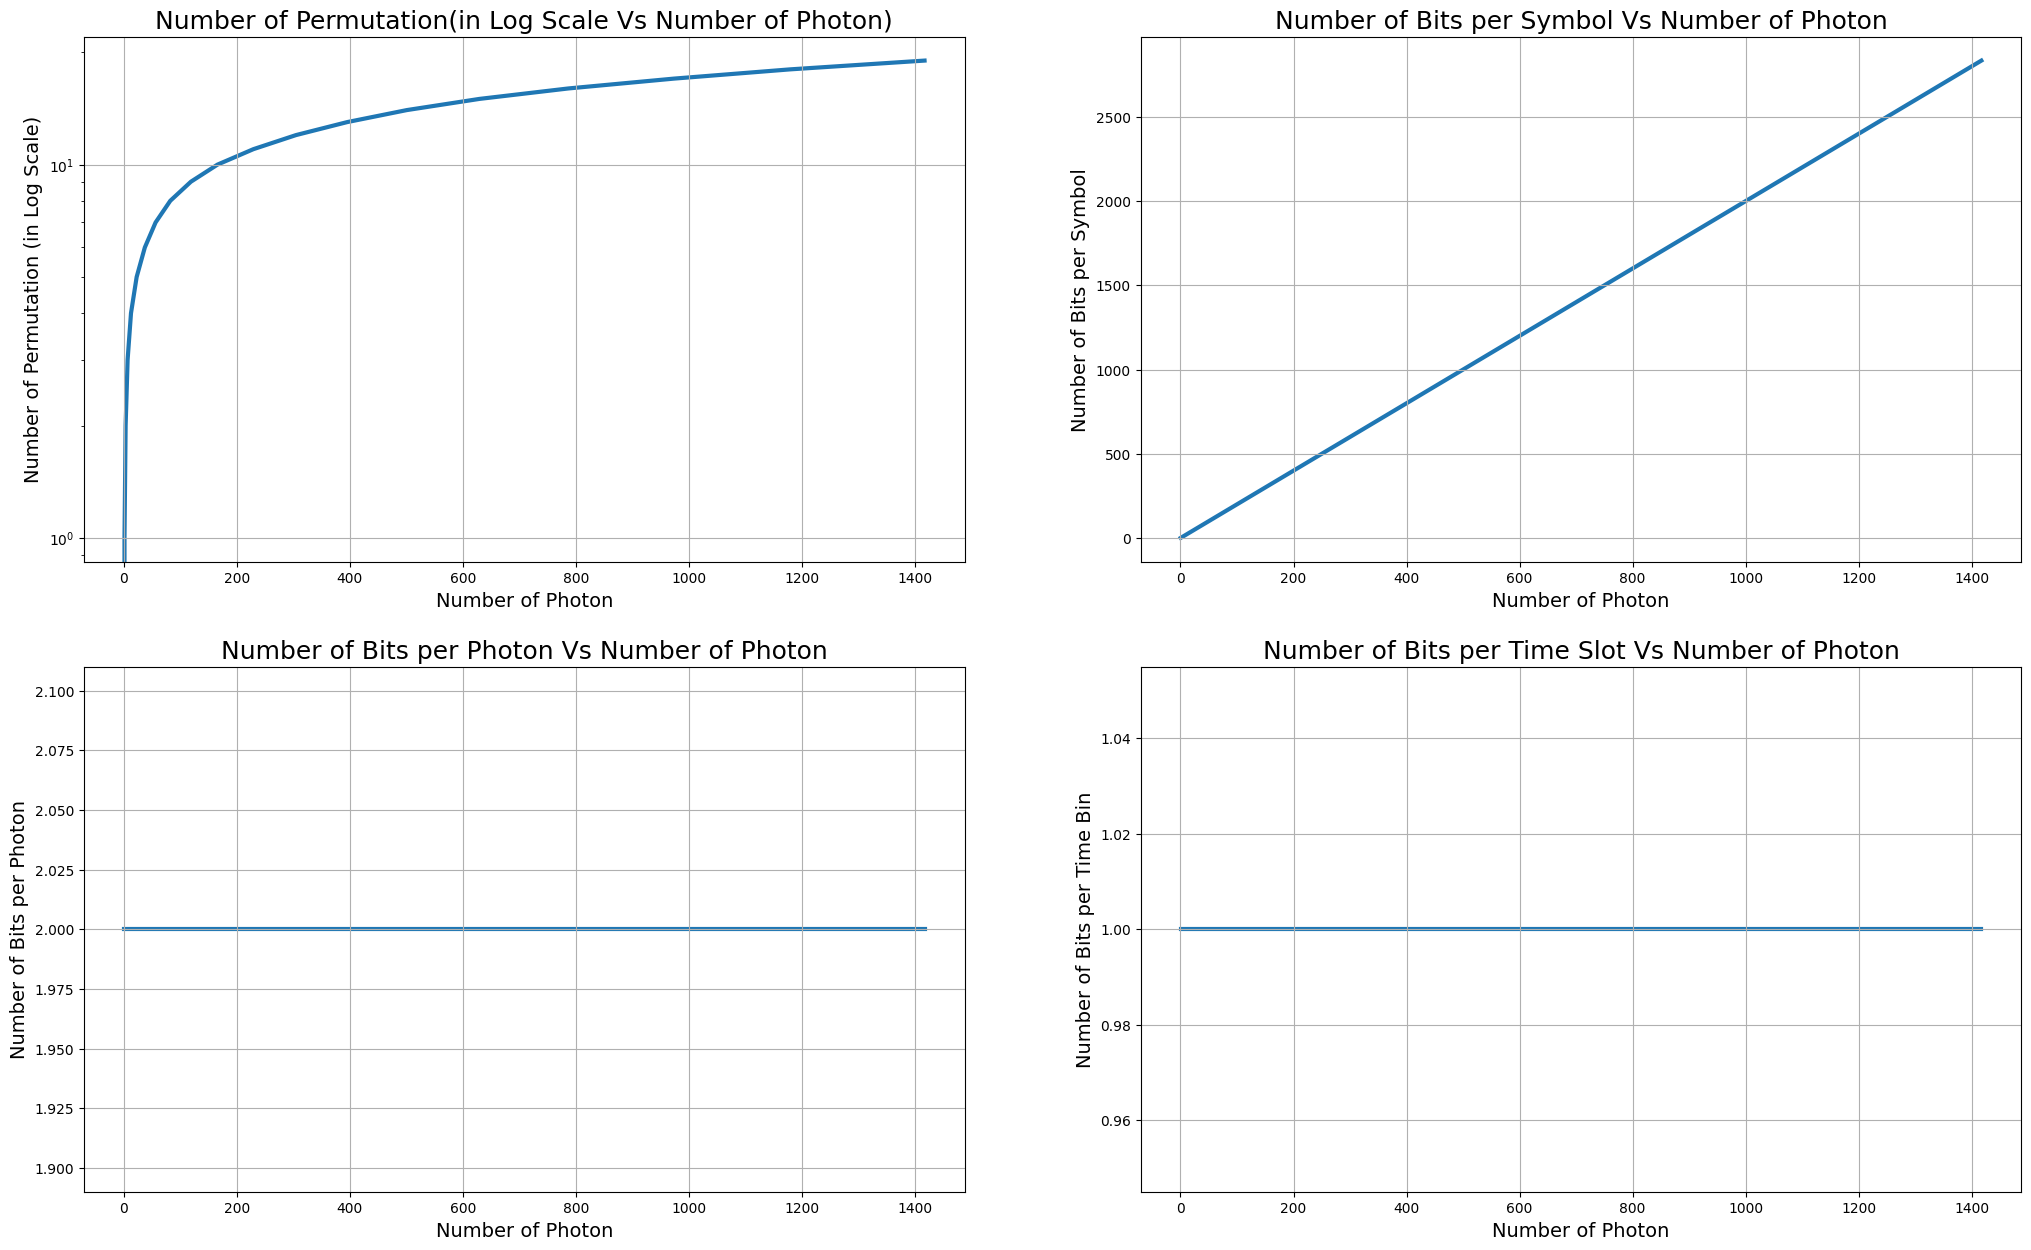 Number of Permutation(in Log Scale Vs Number of Photon)
Number of Permutation (in Log Scale)
10¹
10⁰
0 200 400 600 800 1000 1200 1400
Number of Photon
Number of Bits per Symbol Vs Number of Photon
Number of Bits per Symbol
2500
2000
1500
1000
500
0
0 200 400 600 800 1000 1200 1400
Number of Photon
Number of Bits per Photon Vs Number of Photon
Number of Bits per Photon
2.100
2.075
2.050
2.025
2.000
1.975
1.950
1.925
1.900
0 200 400 600 800 1000 1200 1400
Number of Photon
Number of Bits per Time Slot Vs Number of Photon
Number of Bits per Time Bin
1.04
1.02
1.00
0.98
0.96
0 200 400 600 800 1000 1200 1400
Number of Photon